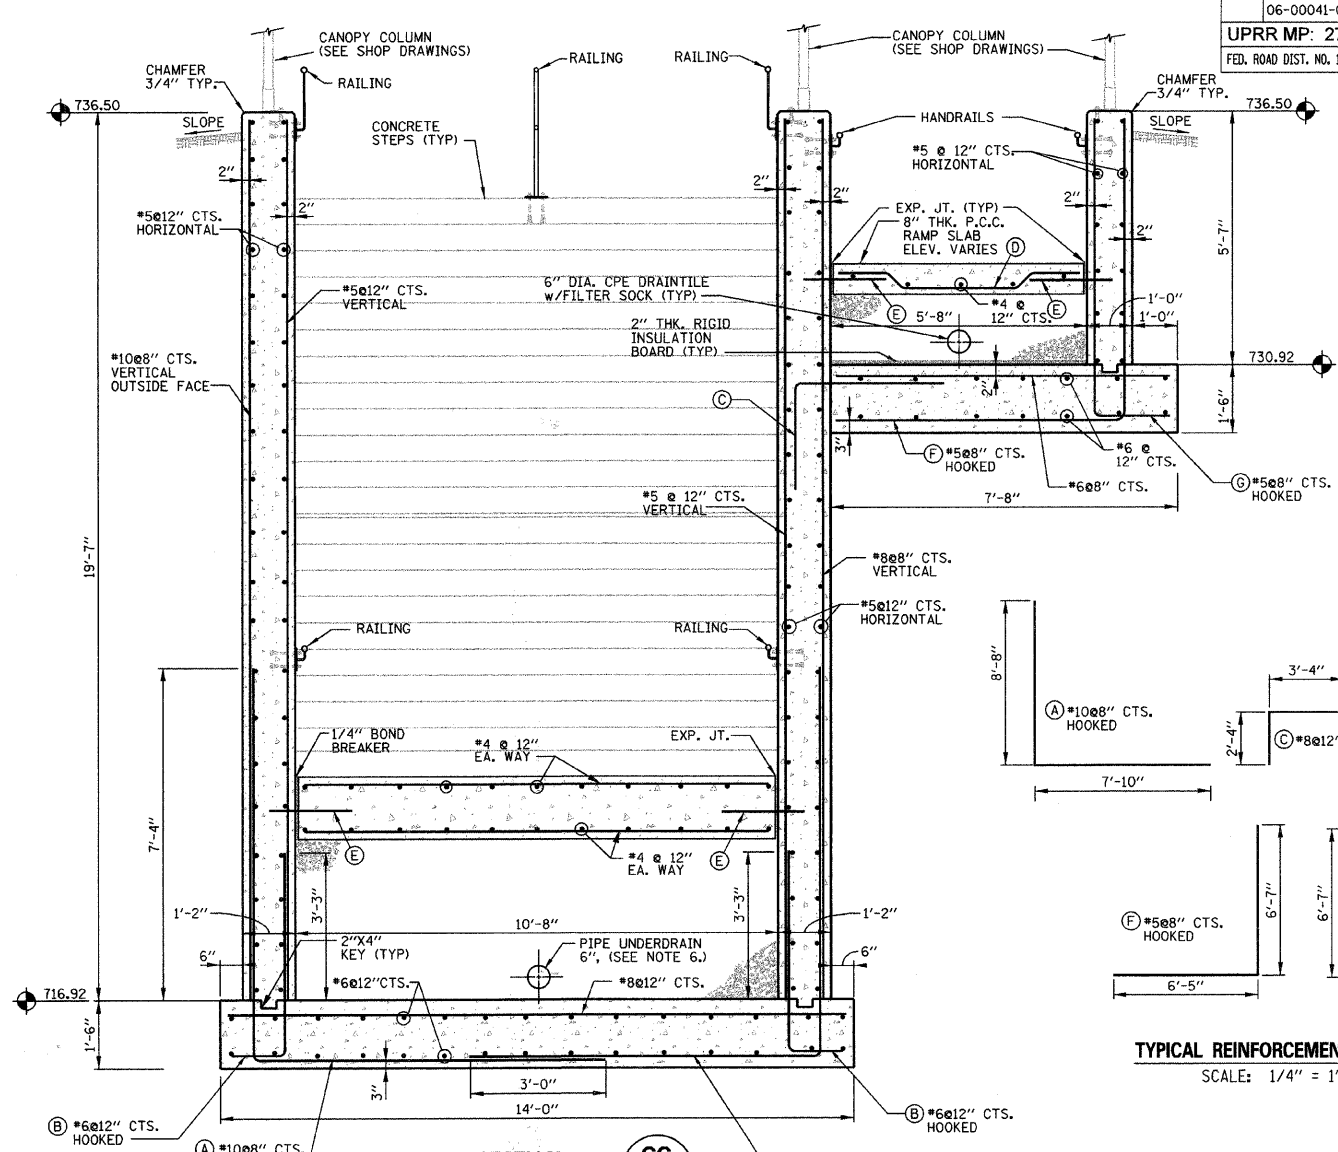 06-00041-0
UPRR MP: 27
FED. ROAD DIST. NO. 1
CANOPY COLUMN
(SEE SHOP DRAWINGS)
CHAMFER
3/4" TYP.
RAILING
RAILING
RAILING
CANOPY COLUMN
(SEE SHOP DRAWINGS)
CHAMFER
3/4" TYP.
736.50
736.50
SLOPE
CONCRETE
STEPS (TYP)
HANDRAILS
SLOPE
#5 @ 12" CTS.
HORIZONTAL
2"
2"
2"
2"
2"
2"
#5@12" CTS.
HORIZONTAL
EXP. JT. (TYP)
8" THK. P.C.C.
RAMP SLAB
ELEV. VARIES
D
5'-7"
#5@12" CTS.
VERTICAL
6" DIA. CPE DRAINTILE
W/FILTER SOCK (TYP)
E
#4 @
12" CTS.
E
5'-8"
1'-0"
1'-0"
2" THK. RIGID
INSULATION
BOARD (TYP)
#10@8" CTS.
VERTICAL
OUTSIDE FACE
730.92
C
2"
1'-6"
3"
F #5@8" CTS.
HOOKED
#6 @
12" CTS.
#6@8" CTS.
G #5@8" CTS.
HOOKED
7'-8"
#5 @ 12" CTS.
VERTICAL
19'-7"
#8@8" CTS.
VERTICAL
#5@12" CTS.
HORIZONTAL
RAILING
RAILING
8'-8"
A #10@8" CTS.
HOOKED
7'-10"
3'-4"
2'-4"
C #8@12"
1/4" BOND
BREAKER
#4 @ 12"
EA. WAY
EXP. JT.
7'-4"
E
#4 @ 12"
EA. WAY
E
3'-3"
3'-3"
1'-2"
10'-8"
1'-2"
F #5@8" CTS.
HOOKED
6'-7"
6'-7"
6'-5"
2"X4"
KEY (TYP)
PIPE UNDERDRAIN
6", (SEE NOTE 6.)
6"
6"
#6@12"CTS.
#8@12" CTS.
716.92
1'-6"
3"
3'-0"
14'-0"
TYPICAL REINFORCEMEN
SCALE: 1/4" = 1'
B #6@12" CTS.
HOOKED
B #6@12" CTS.
HOOKED
A #10@8" CTS.